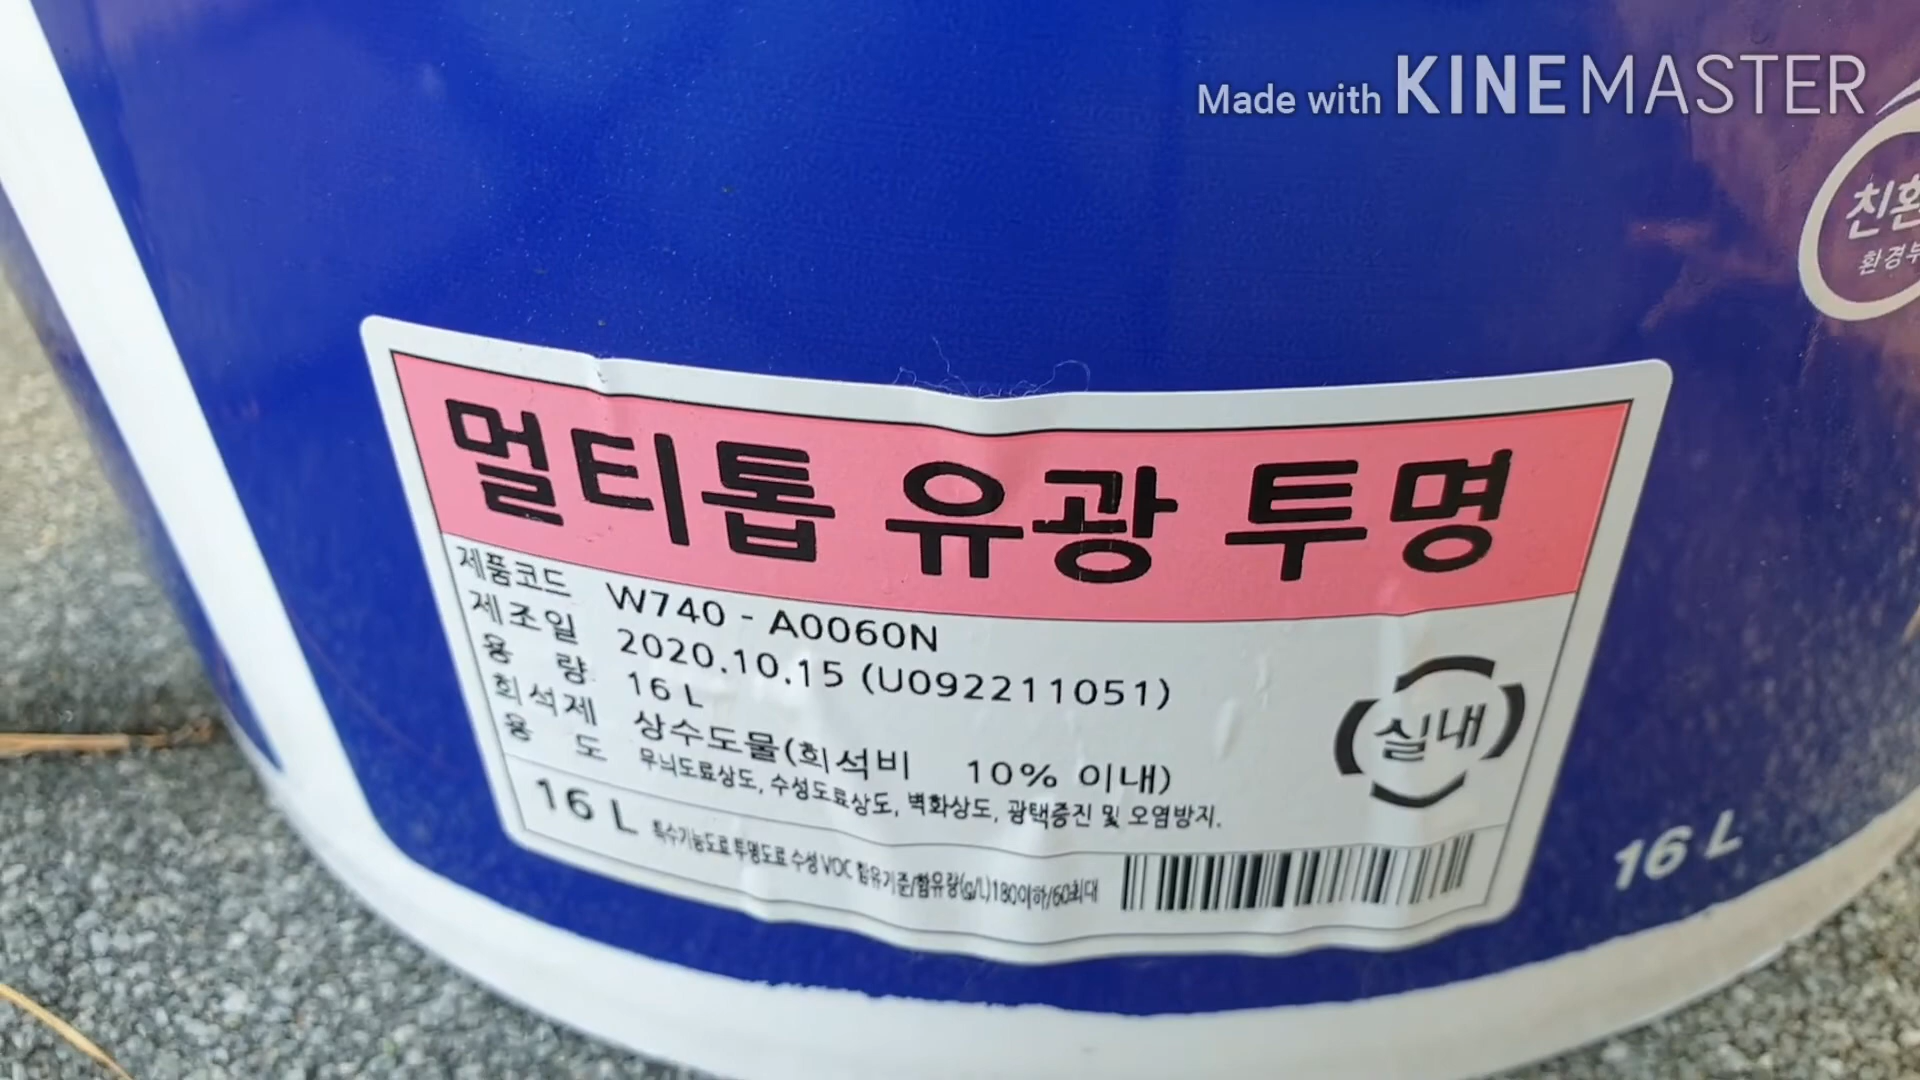 Made with KINEMASTER
친환
환경부
멀티톱 유광 투명
제품코드 W740 - A0060N
제조일 2020.10.15 (U092211051)
용 량 16 L
희석제 상수도물(희석비 10% 이내)
용 도 무늬도료상도, 수성도료상도, 벽화상도, 광택증진 및 오염방지.
실내
16 L 특수기능도료 투명도료 수성 VOC 함유기준/함유량(g/L)180이하/60최대
16 L